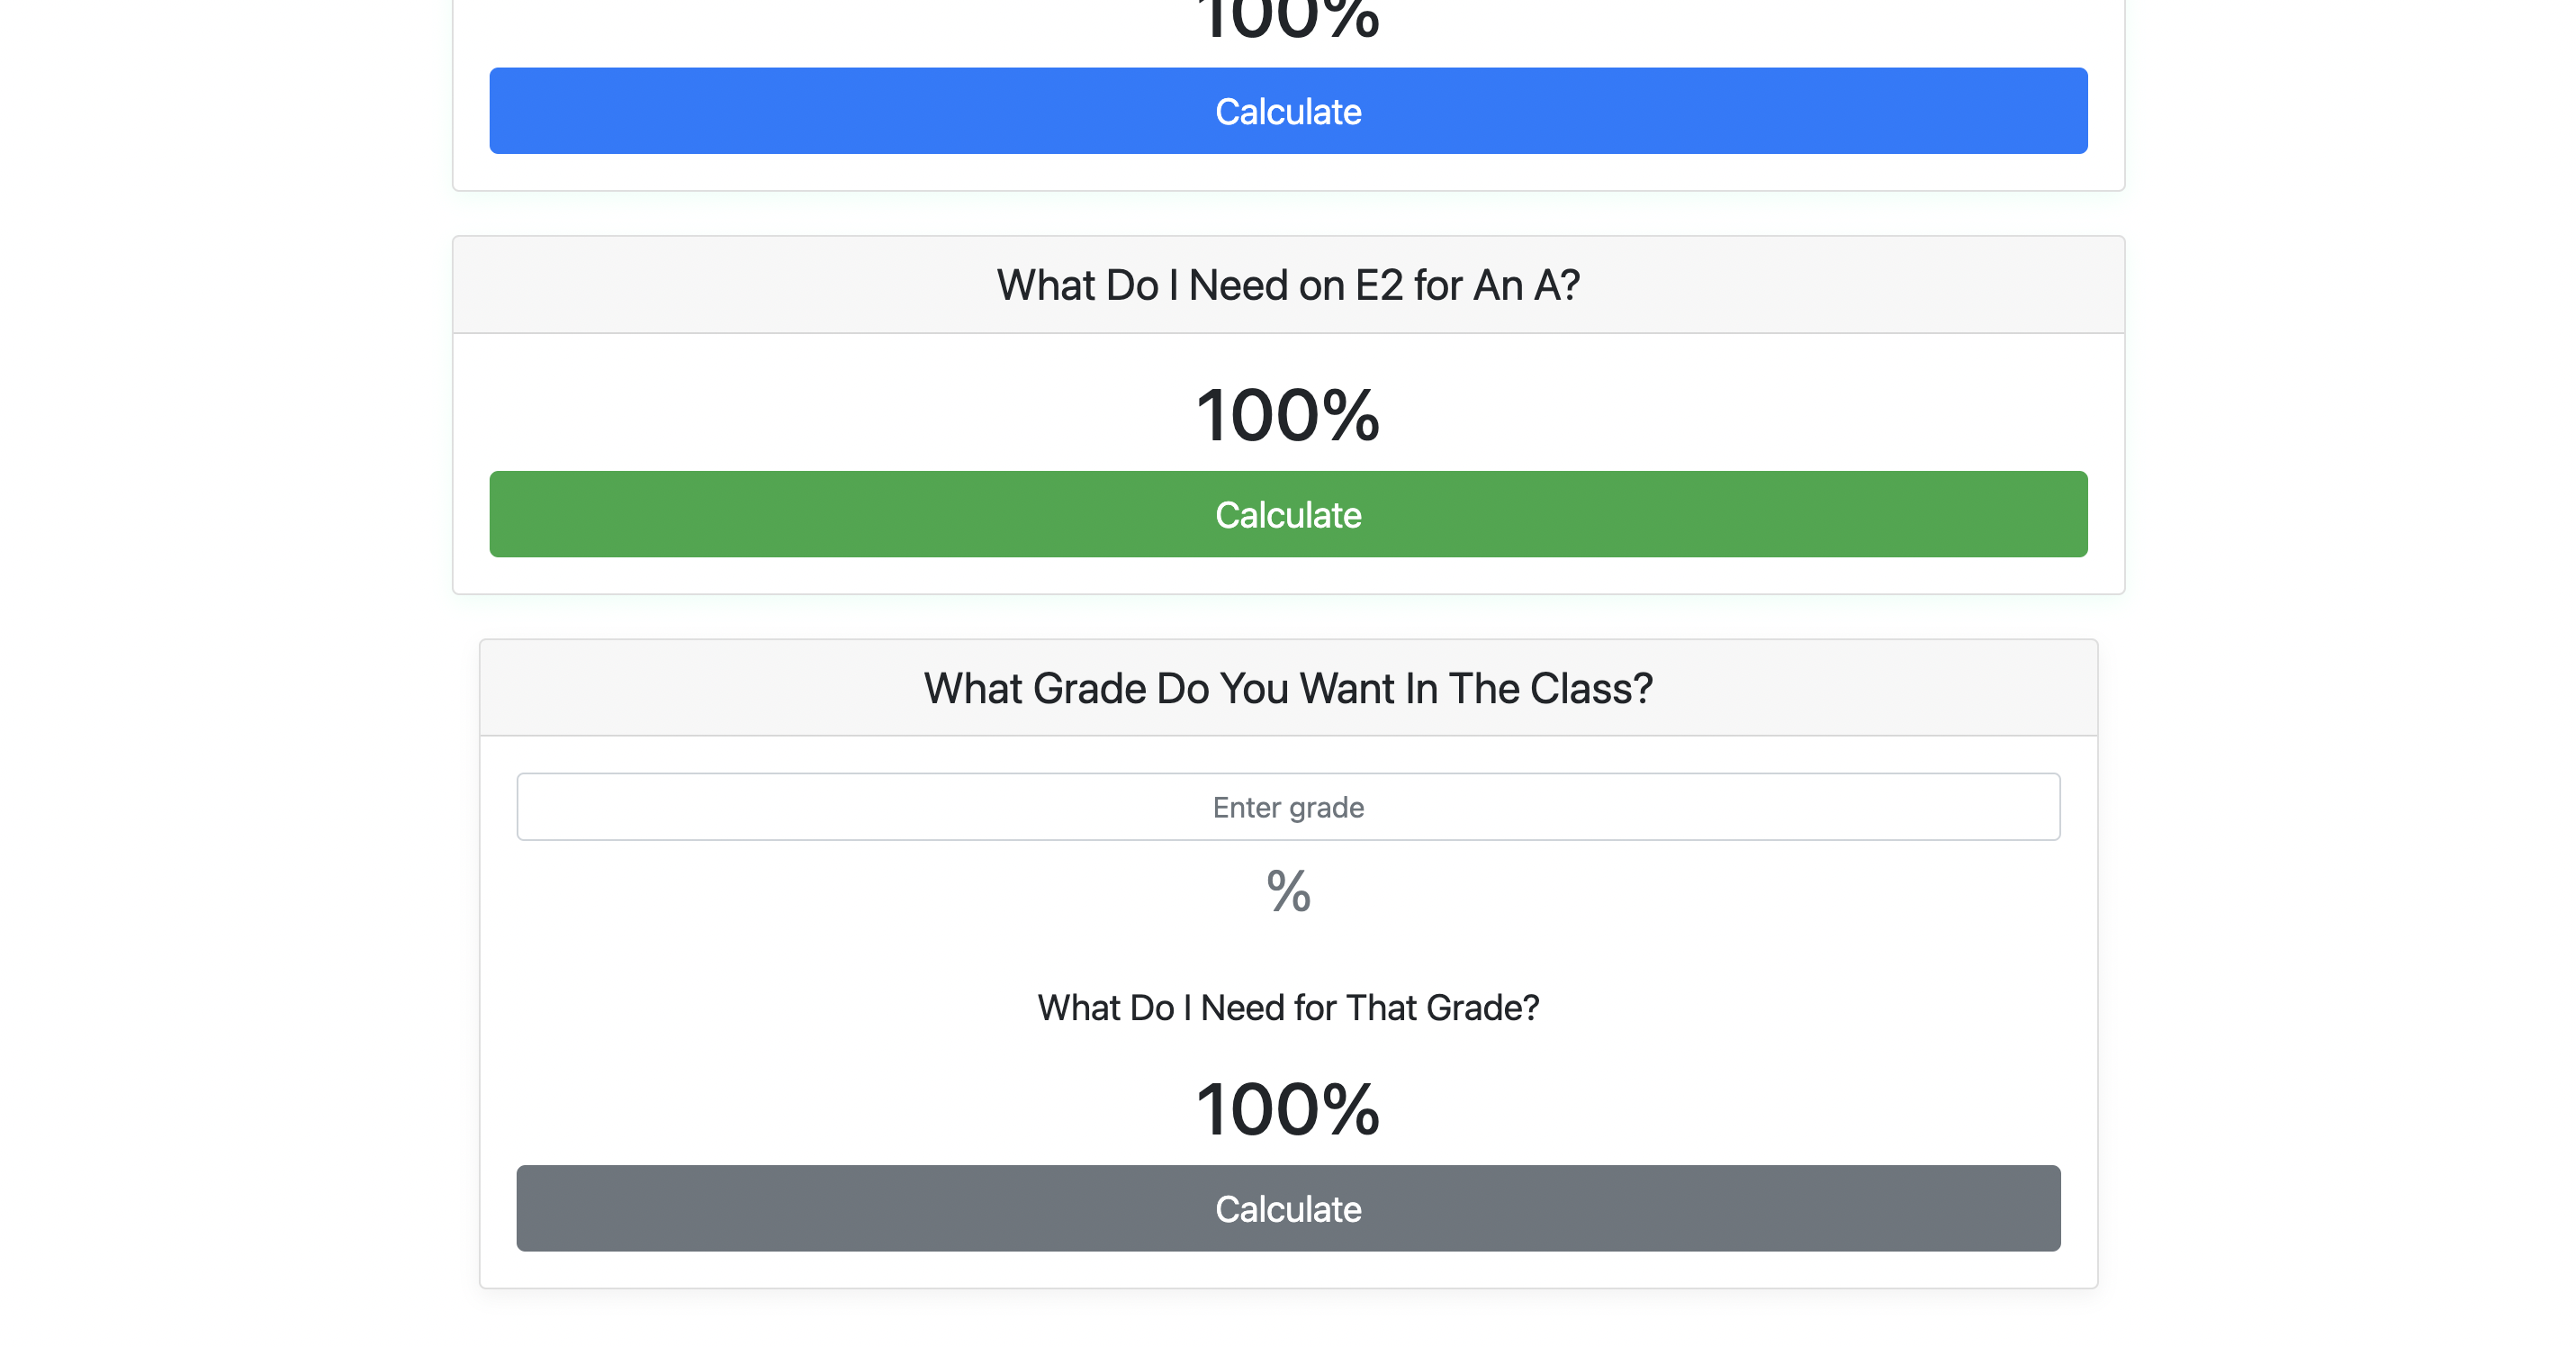 100%
Calculate
What Do I Need on E2 for An A?
100%
Calculate
What Grade Do You Want In The Class?
Enter grade
%
What Do I Need for That Grade?
100%
Calculate